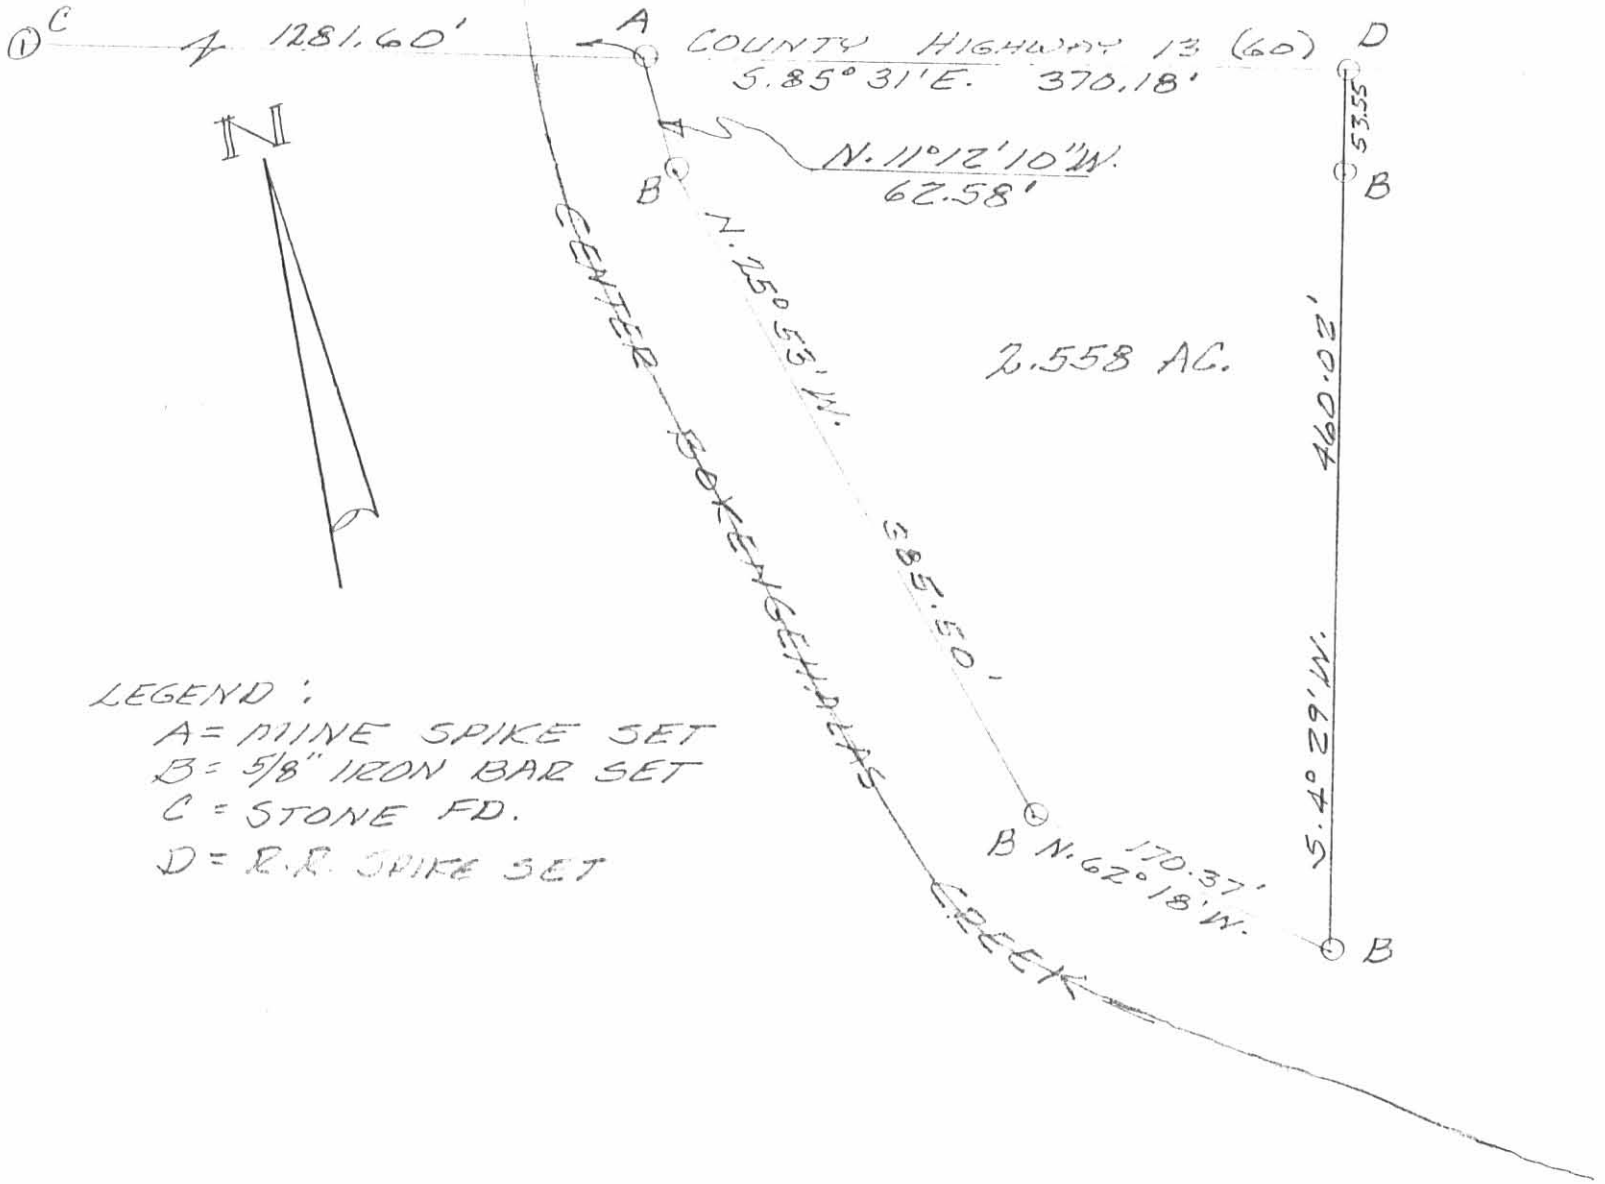 C
①
1281.60'
A
COUNTY HIGHWAY 13 (60)
D
S.85° 31'E. 370.18'
53.55
N
N. 11°12'10"W.
62.58'
B
B
N. 25° 53' W.
385.50'
2.558 AC.
460.02'
S. 4° 29' W.
CENTER BOKENGEHALAS CREEK
LEGEND:
A = MINE SPIKE SET
B = 5/8" IRON BAR SET
C = STONE FD.
D = R.R. SPIKE SET
B
170.37'
N. 62° 18' W.
B